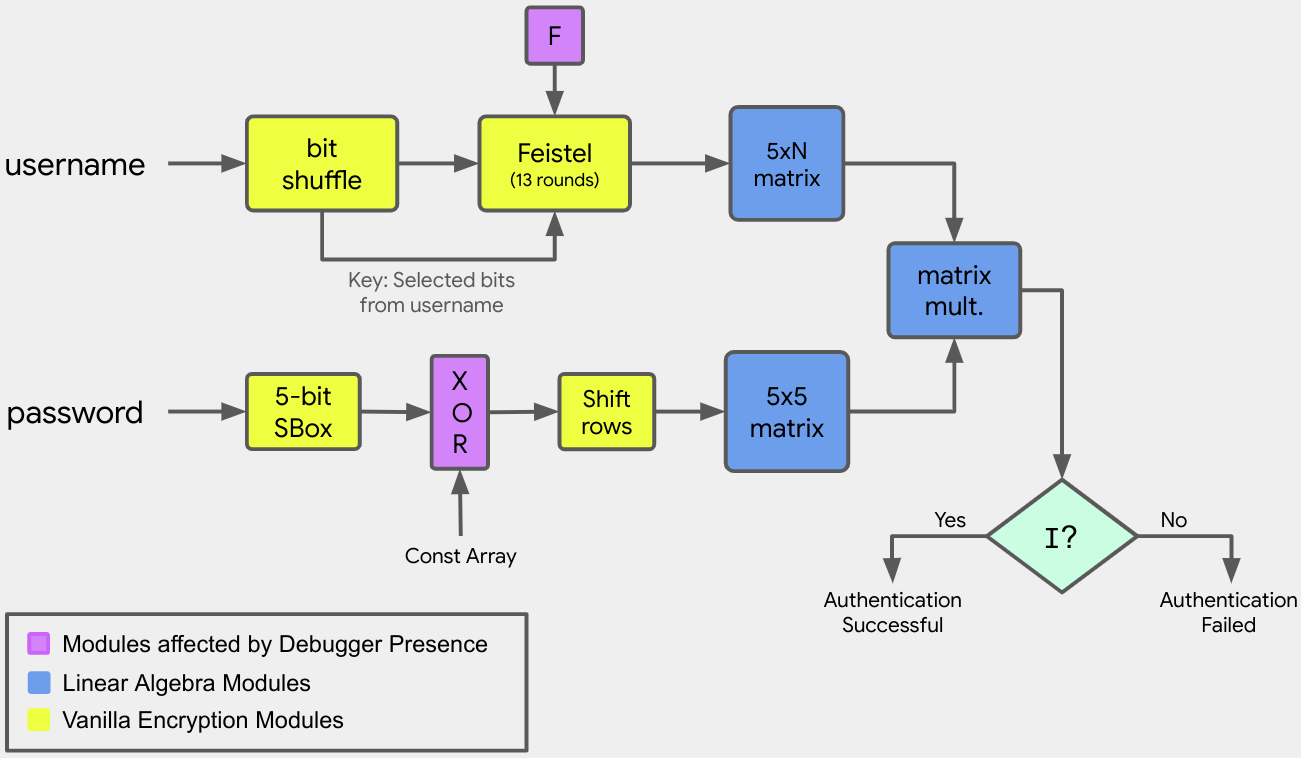 F
username
bit
shuffle
Feistel
(13 rounds)
5xN
matrix
Key: Selected bits
from username
matrix
mult.
password
5-bit
SBox
X
O
R
Shift
rows
5x5
matrix
Const Array
Yes
I?
No
Authentication
Successful
Authentication
Failed
Modules affected by Debugger Presence
Linear Algebra Modules
Vanilla Encryption Modules